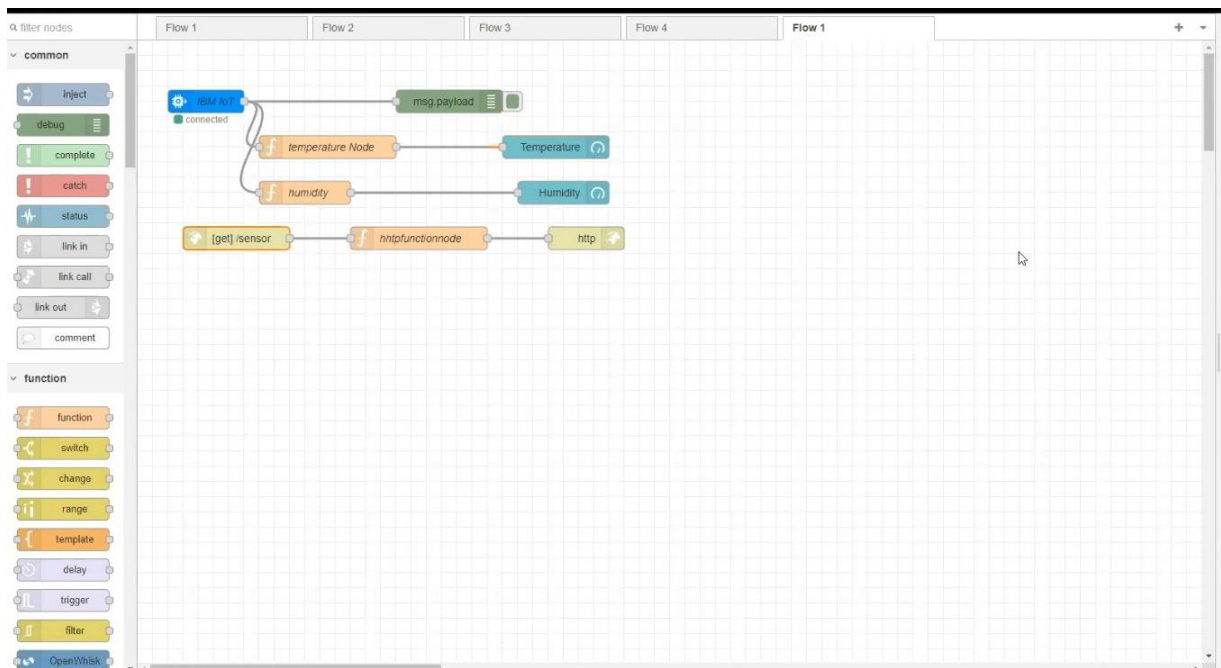 filter nodes
Flow 1
Flow 2
Flow 3
Flow 4
Flow 1
common
inject
debug
complete
catch
status
link in
link call
link out
comment
function
function
switch
change
range
template
delay
trigger
filter
OpenWhisk
IBM IoT
connected
msg.payload
temperature Node
Temperature
humidity
Humidity
[get] /sensor
hhtpfunctionnode
http